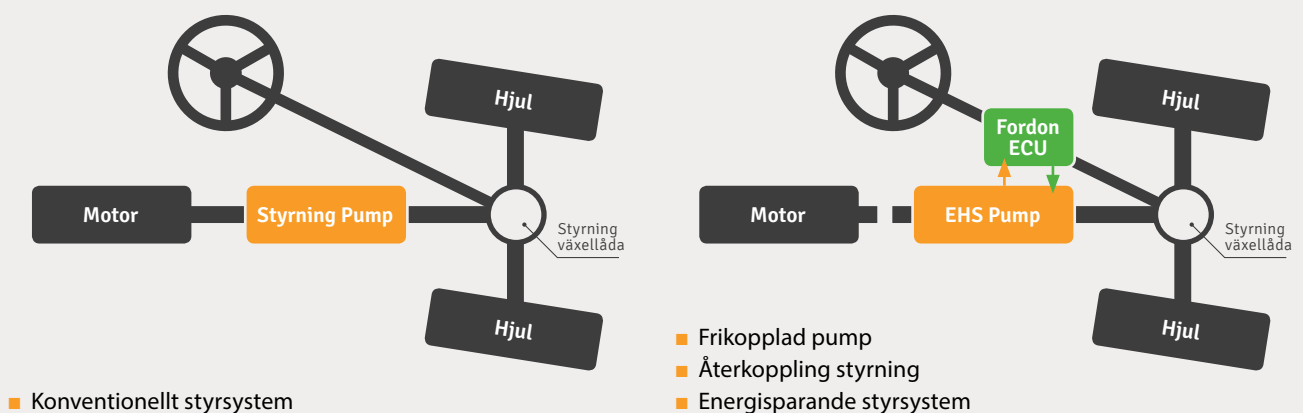 Hjul
Motor
Styrning Pump
Styrning
växellåda
Hjul
Konventionellt styrsystem
Hjul
Fordon
ECU
Motor
EHS Pump
Styrning
växellåda
Hjul
Frikopplad pump
Återkoppling styrning
Energisparande styrsystem